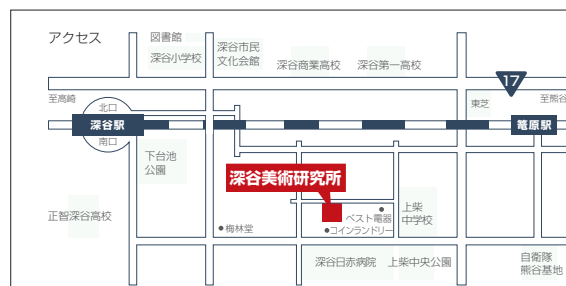 アクセス
図書館
深谷小学校
深谷市民
文化会館
深谷商業高校
深谷第一高校
17
至高崎
北口
東芝
至熊谷
深谷駅
籠原駅
南口
下台池
公園
深谷美術研究所
正智深谷高校
梅林堂
ベスト電器
コインランドリー
上柴
中学校
深谷日赤病院
上柴中央公園
自衛隊
熊谷基地